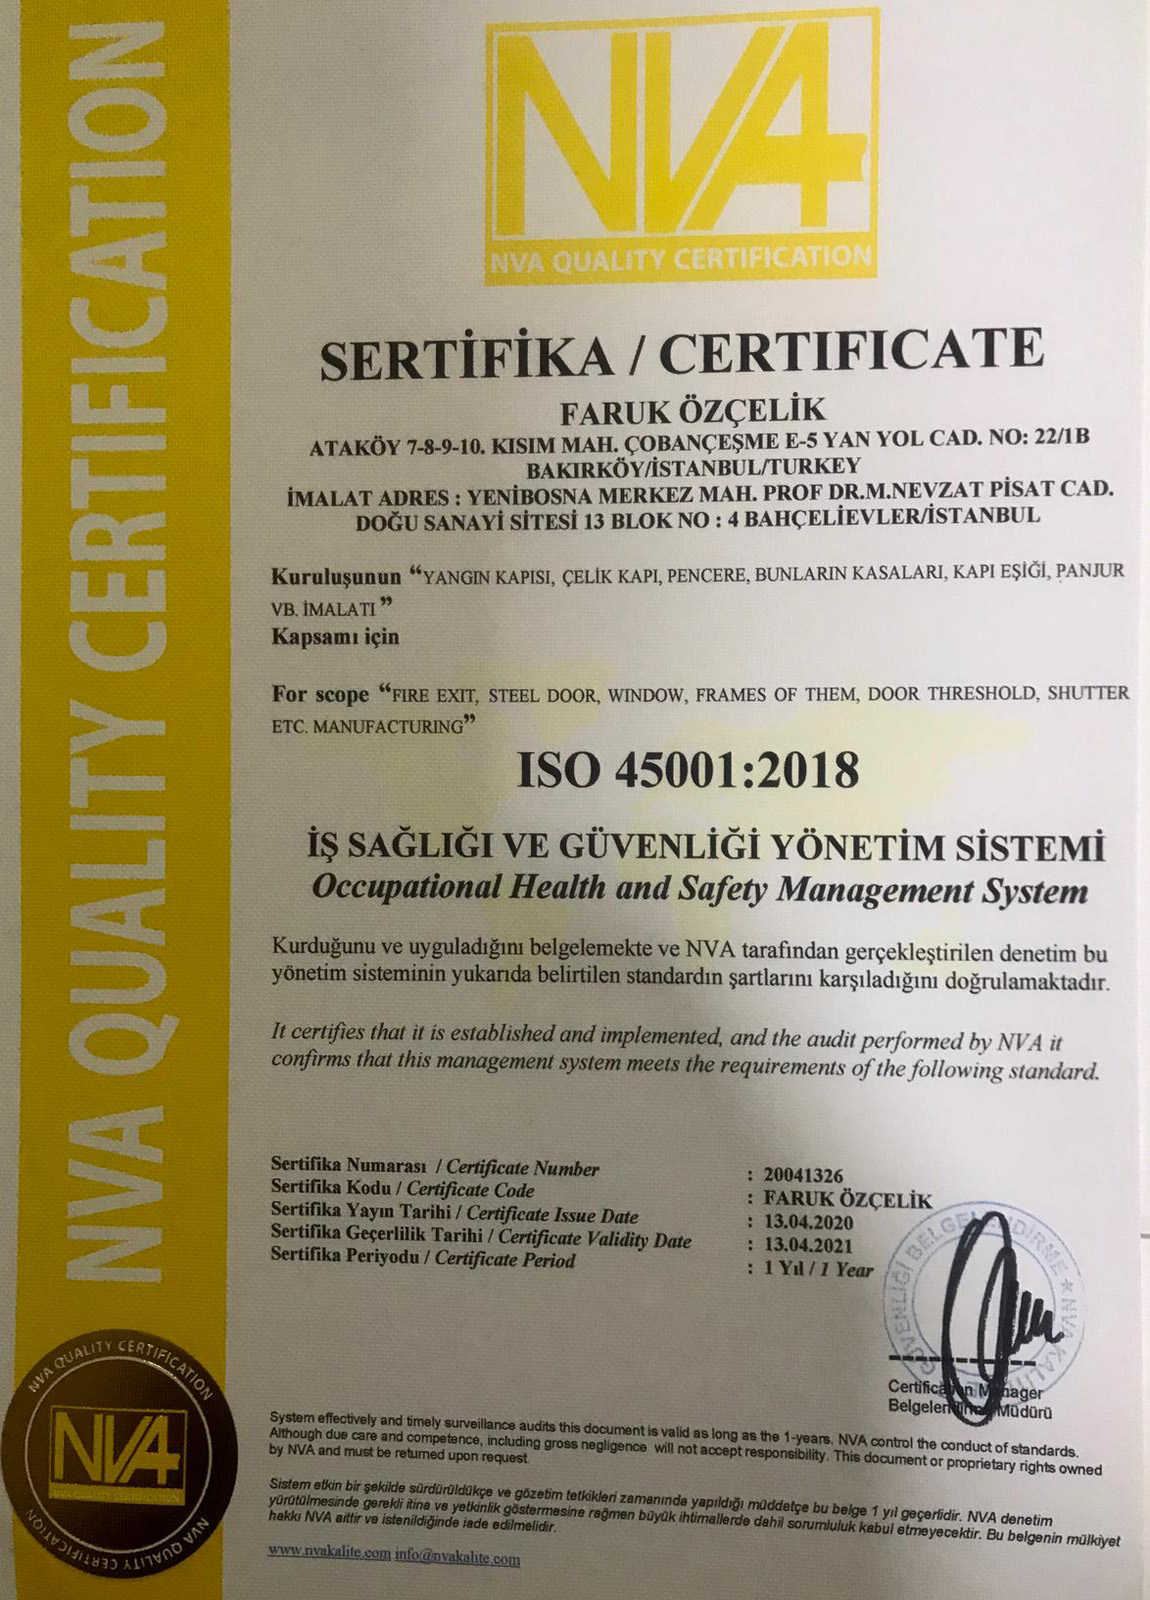 NVA QUALITY CERTIFICATION
NVA
NVA QUALITY CERTIFICATION
SERTİFİKA / CERTIFICATE
FARUK ÖZÇELİK
ATAKÖY 7-8-9-10. KISIM MAH. ÇOBANÇEŞME E-5 YAN YOL CAD. NO: 22/1B
BAKIRKÖY/İSTANBUL/TURKEY
İMALAT ADRES : YENİBOSNA MERKEZ MAH. PROF DR.M.NEVZAT PİSAT CAD.
DOĞU SANAYİ SİTESİ 13 BLOK NO : 4 BAHÇELİEVLER/İSTANBUL
Kuruluşunun “YANGIN KAPISI, ÇELİK KAPI, PENCERE, BUNLARIN KASALARI, KAPI EŞİĞİ, PANJUR
VB. İMALATI ”
Kapsamı için
For scope “FIRE EXIT, STEEL DOOR, WINDOW, FRAMES OF THEM, DOOR THRESHOLD, SHUTTER
ETC. MANUFACTURING”
ISO 45001:2018
İŞ SAĞLIĞI VE GÜVENLİĞİ YÖNETİM SİSTEMİ
Occupational Health and Safety Management System
Kurduğunu ve uyguladığını belgelemekte ve NVA tarafından gerçekleştirilen denetim bu
yönetim sisteminin yukarıda belirtilen standardın şartlarını karşıladığını doğrulamaktadır.
It certifies that it is established and implemented, and the audit performed by NVA it
confirms that this management system meets the requirements of the following standard.
Sertifika Numarası / Certificate Number : 20041326
Sertifika Kodu / Certificate Code : FARUK ÖZÇELİK
Sertifika Yayın Tarihi / Certificate Issue Date : 13.04.2020
Sertifika Geçerlilik Tarihi / Certificate Validity Date : 13.04.2021
Sertifika Periyodu / Certificate Period : 1 Yıl / 1 Year
GÜVENLİĞİ BELGELENDİRME * NVA KALİTE
Certification Manager
Müdürü
System effectively and timely surveillance audits this document is valid as long as the 1-years. NVA control the conduct of standards.
Although due care and competence, including gross negligence will not accept responsibility. This document or proprietary rights owned
by NVA and must be returned upon request.
Sistem etkin bir şekilde sürdürüldükçe ve gözetim tetkikleri zamanında yapıldığı müddetçe bu belge 1 yıl geçerlidir. NVA denetim
yürütülmesinde gerekli itina ve yetkinlik göstermesine rağmen büyük ihtimallerde dahil sorumluluk kabul etmeyecektir. Bu belgenin mülkiyet
hakkı NVA aittir ve istenildiğinde iade edilmelidir.
www.nvakalite.com info@nvakalite.com
NVA QUALITY CERTIFICATION
NVA
NVA QUALITY CERTIFICATION
NVA QUALITY CERTIFICATION